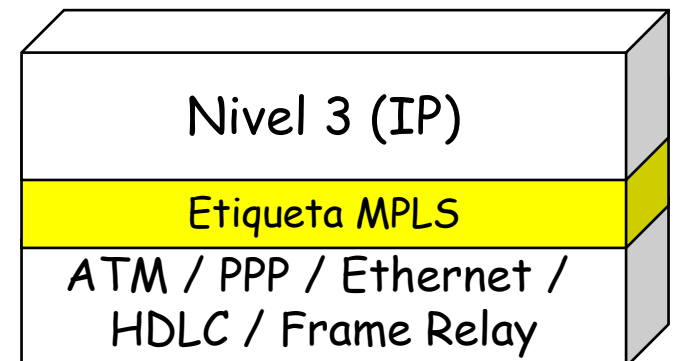 Nivel 3 (IP)
Etiqueta MPLS
ATM / PPP / Ethernet /
HDLC / Frame Relay